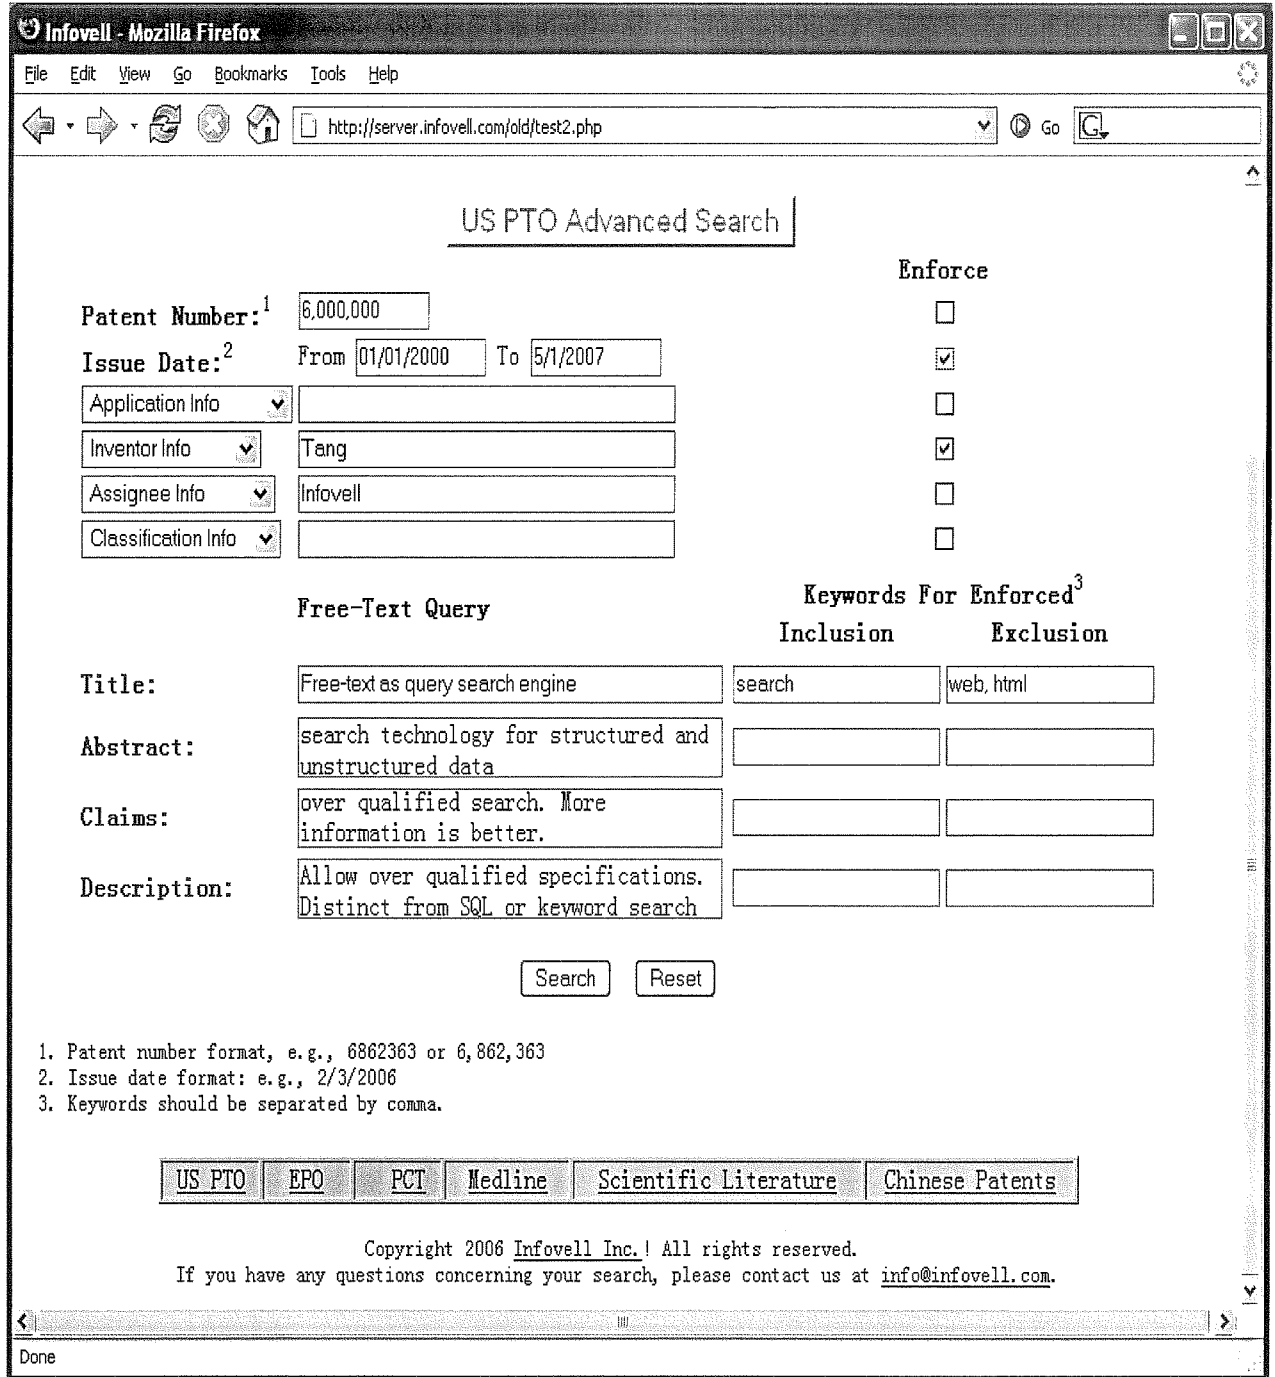 Infovell - Mozilla Firefox
File Edit View Go Bookmarks Tools Help
http://server.infovell.com/old/test2.php Go G
US PTO Advanced Search
Enforce
Patent Number:1 6,000,000
Issue Date:2 From 01/01/2000 To 5/1/2007
Application Info
Inventor Info Tang
Assignee Info Infovell
Classification Info
Free-Text Query Keywords For Enforced3
Inclusion Exclusion
Title: Free-text as query search engine search web, html
Abstract: search technology for structured and
unstructured data
Claims: over qualified search. More
information is better.
Description: Allow over qualified specifications.
Distinct from SQL or keyword search
Search Reset
1. Patent number format, e.g., 6862363 or 6,862,363
2. Issue date format: e.g., 2/3/2006
3. Keywords should be separated by comma.
US PTO EPO PCT Medline Scientific Literature Chinese Patents
Copyright 2006 Infovell Inc.! All rights reserved.
If you have any questions concerning your search, please contact us at info@infovell.com.
Done